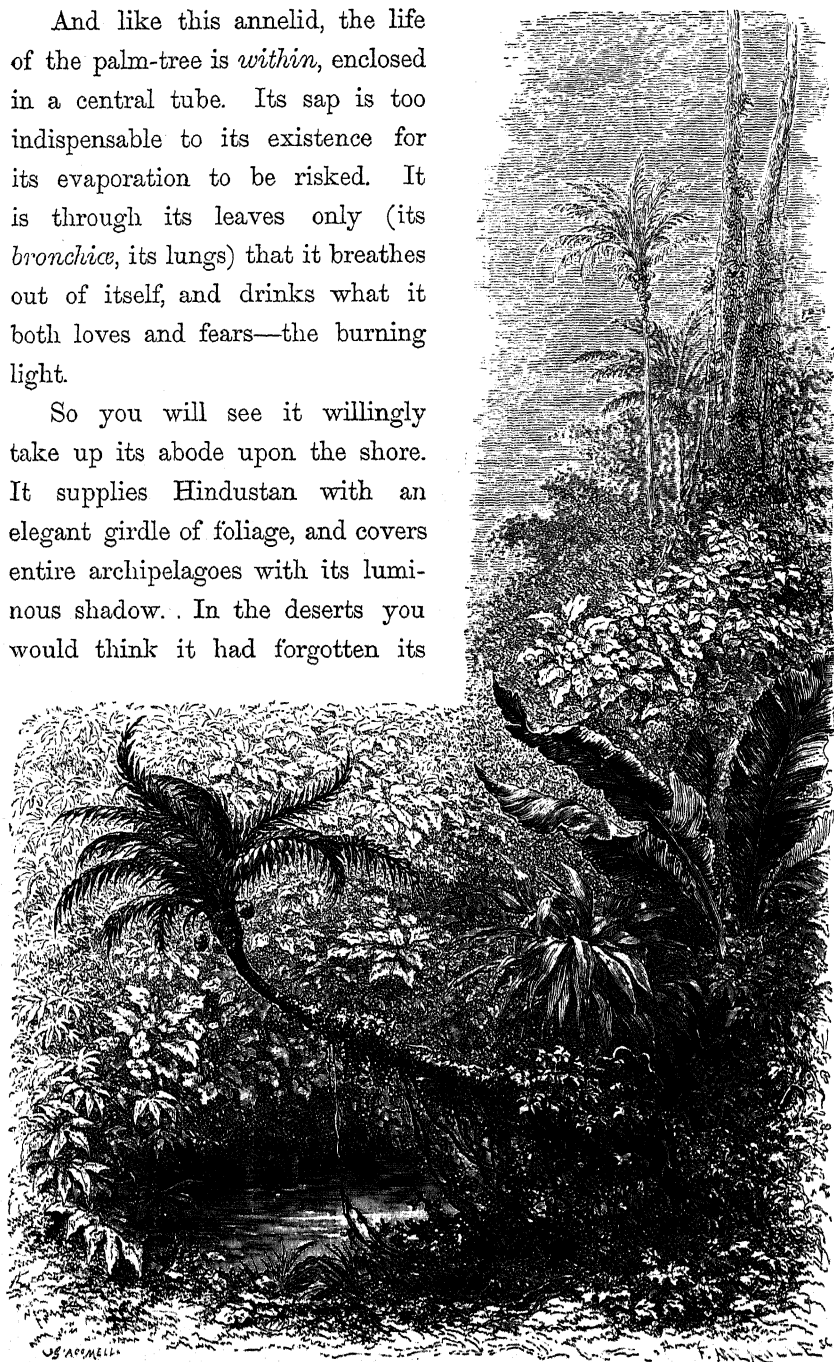 And like this annelid, the life
of the palm-tree is within, enclosed
in a central tube. Its sap is too
indispensable to its existence for
its evaporation to be risked. It
is through its leaves only (its
bronchiæ, its lungs) that it breathes
out of itself, and drinks what it
both loves and fears—the burning
light.
So you will see it willingly
take up its abode upon the shore.
It supplies Hindustan with an
elegant girdle of foliage, and covers
entire archipelagoes with its lumi-
nous shadow. . In the deserts you
would think it had forgotten its